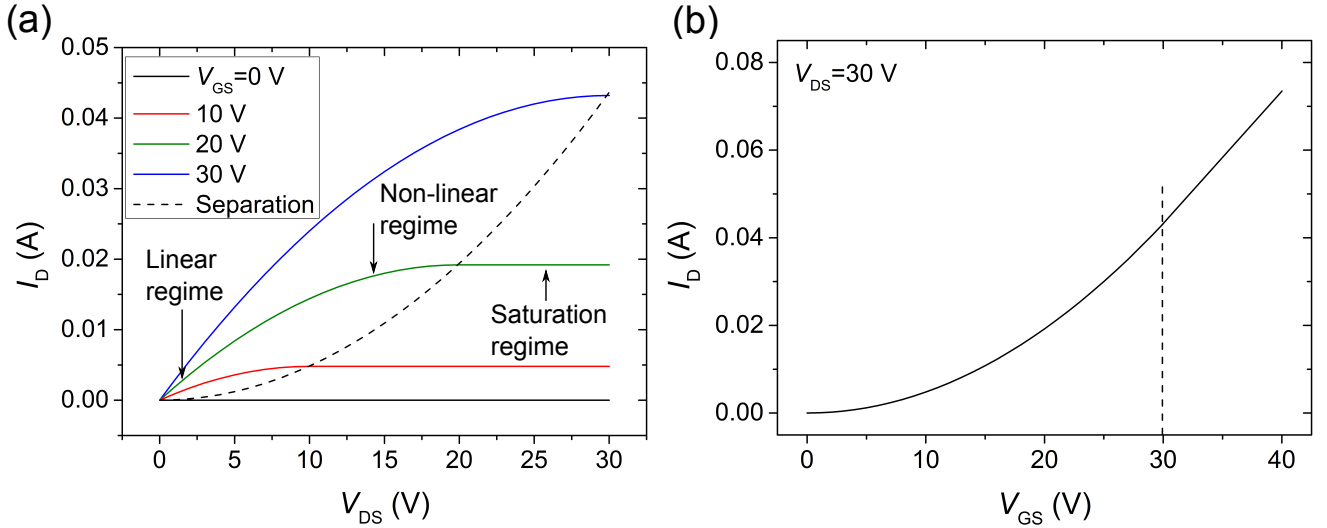 (a)
0.05
0.04
0.03
0.02
0.01
0.00
I_D (A)
V_GS=0 V
10 V
20 V
30 V
Separation
Non-linear
regime
Linear
regime
Saturation
regime
0 5 10 15 20 25 30
V_DS (V)
(b)
V_DS=30 V
0.08
0.06
0.04
0.02
0.00
I_D (A)
0 10 20 30 40
V_GS (V)